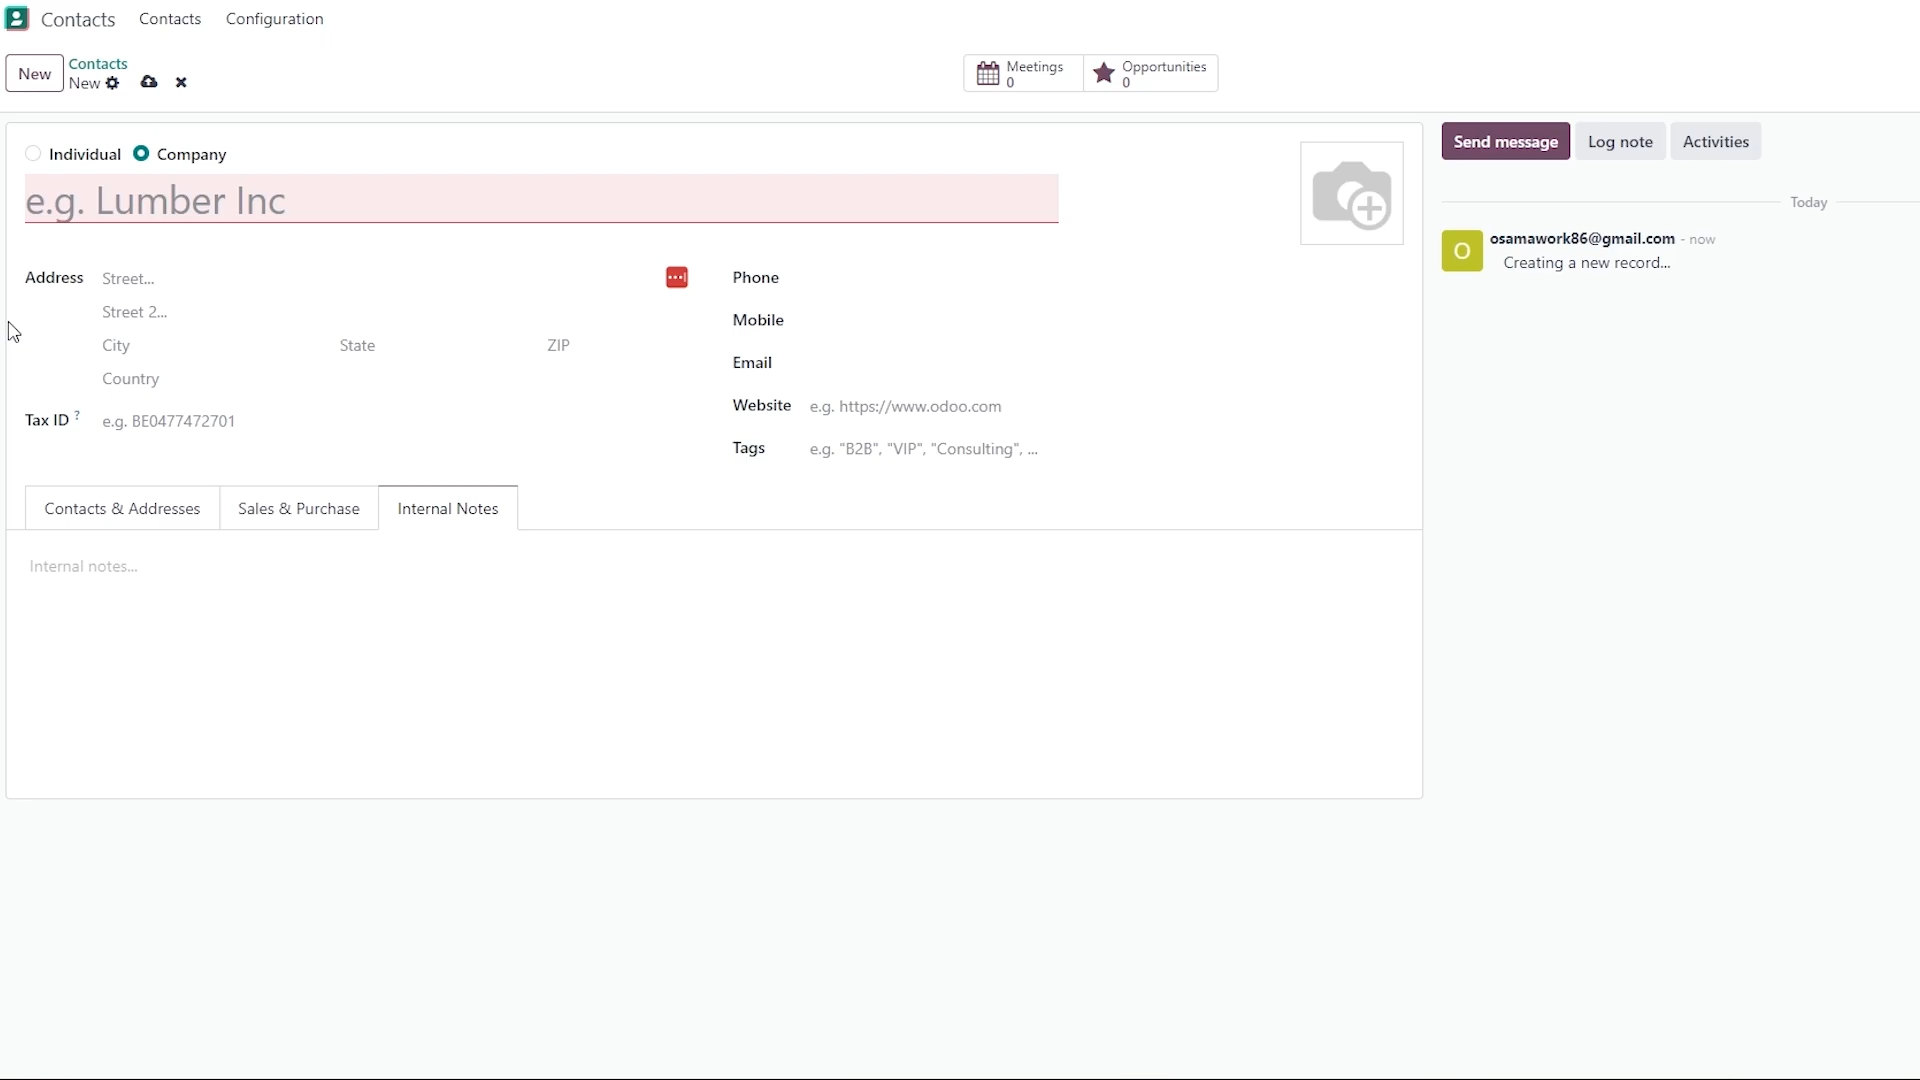 Contacts Contacts Configuration
New Contacts
New
Meetings
0
Opportunities
0
Individual Company
e.g. Lumber Inc
Address Street...
Street 2...
City State ZIP
Country
Tax ID ? e.g. BE0477472701
Phone
Mobile
Email
Website e.g. https://www.odoo.com
Tags e.g. "B2B", "VIP", "Consulting", ...
Contacts & Addresses Sales & Purchase Internal Notes
Internal notes...
Send message Log note Activities
Today
O osamawork86@gmail.com - now
Creating a new record...